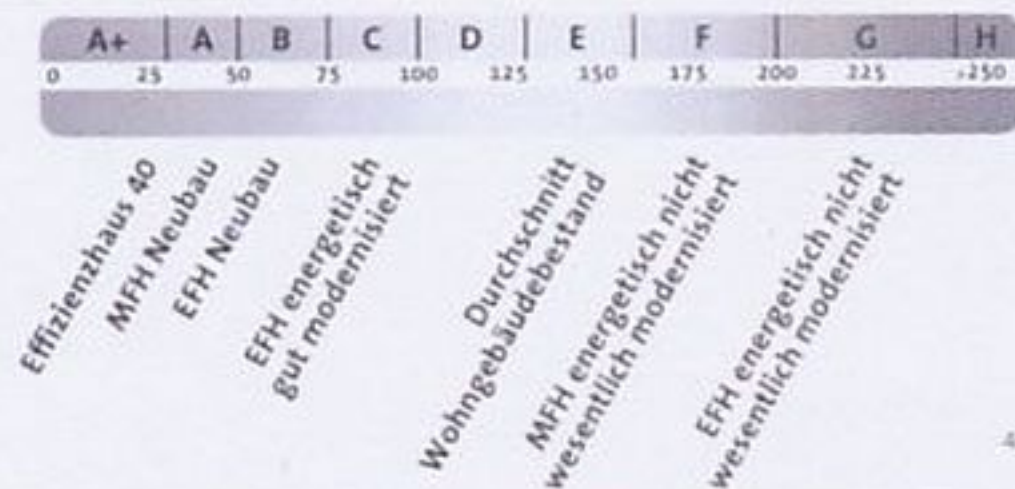 A+ A B C D E F G H
0 25 50 75 100 125 150 175 200 225 >250
Effizienzhaus 40
MFH Neubau
EFH Neubau
EFH energetisch
gut modernisiert
Durchschnitt
Wohngebäudebestand
MFH energetisch nicht
wesentlich modernisiert
EFH energetisch nicht
wesentlich modernisiert
4